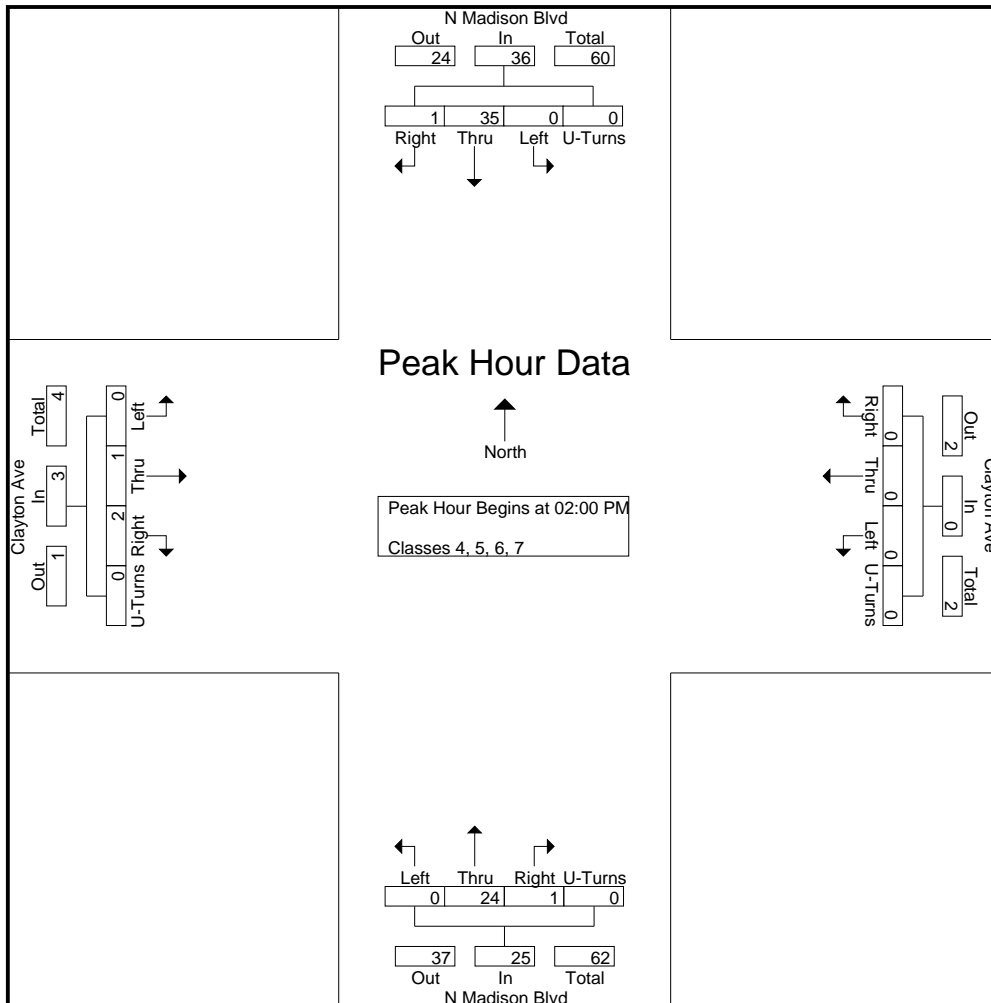 N Madison Blvd
Out In Total
24 36 60
1 35 0 0
Right Thru Left U-Turns
Peak Hour Data
North
Peak Hour Begins at 02:00 PM
Classes 4, 5, 6, 7
Clayton Ave
Total In Out
4 3 1
0 1 2 0
Left Thru Right U-Turns
Clayton Ave
Out In Total
2 0 2
0 0 0 0
Right Thru Left U-Turns
Left Thru Right U-Turns
0 24 1 0
37 25 62
Out In Total
N Madison Blvd